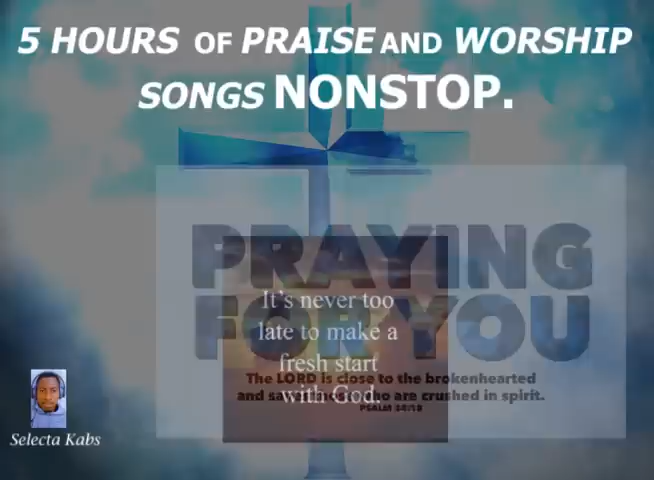 5 HOURS OF PRAISE AND WORSHIP
SONGS NONSTOP.
PRAYING
FOR YOU
It's never too
late to make a
fresh start
with God.
The LORD is close to the brokenhearted
and saves those who are crushed in spirit.
PSALM 34:18
Selecta Kabs